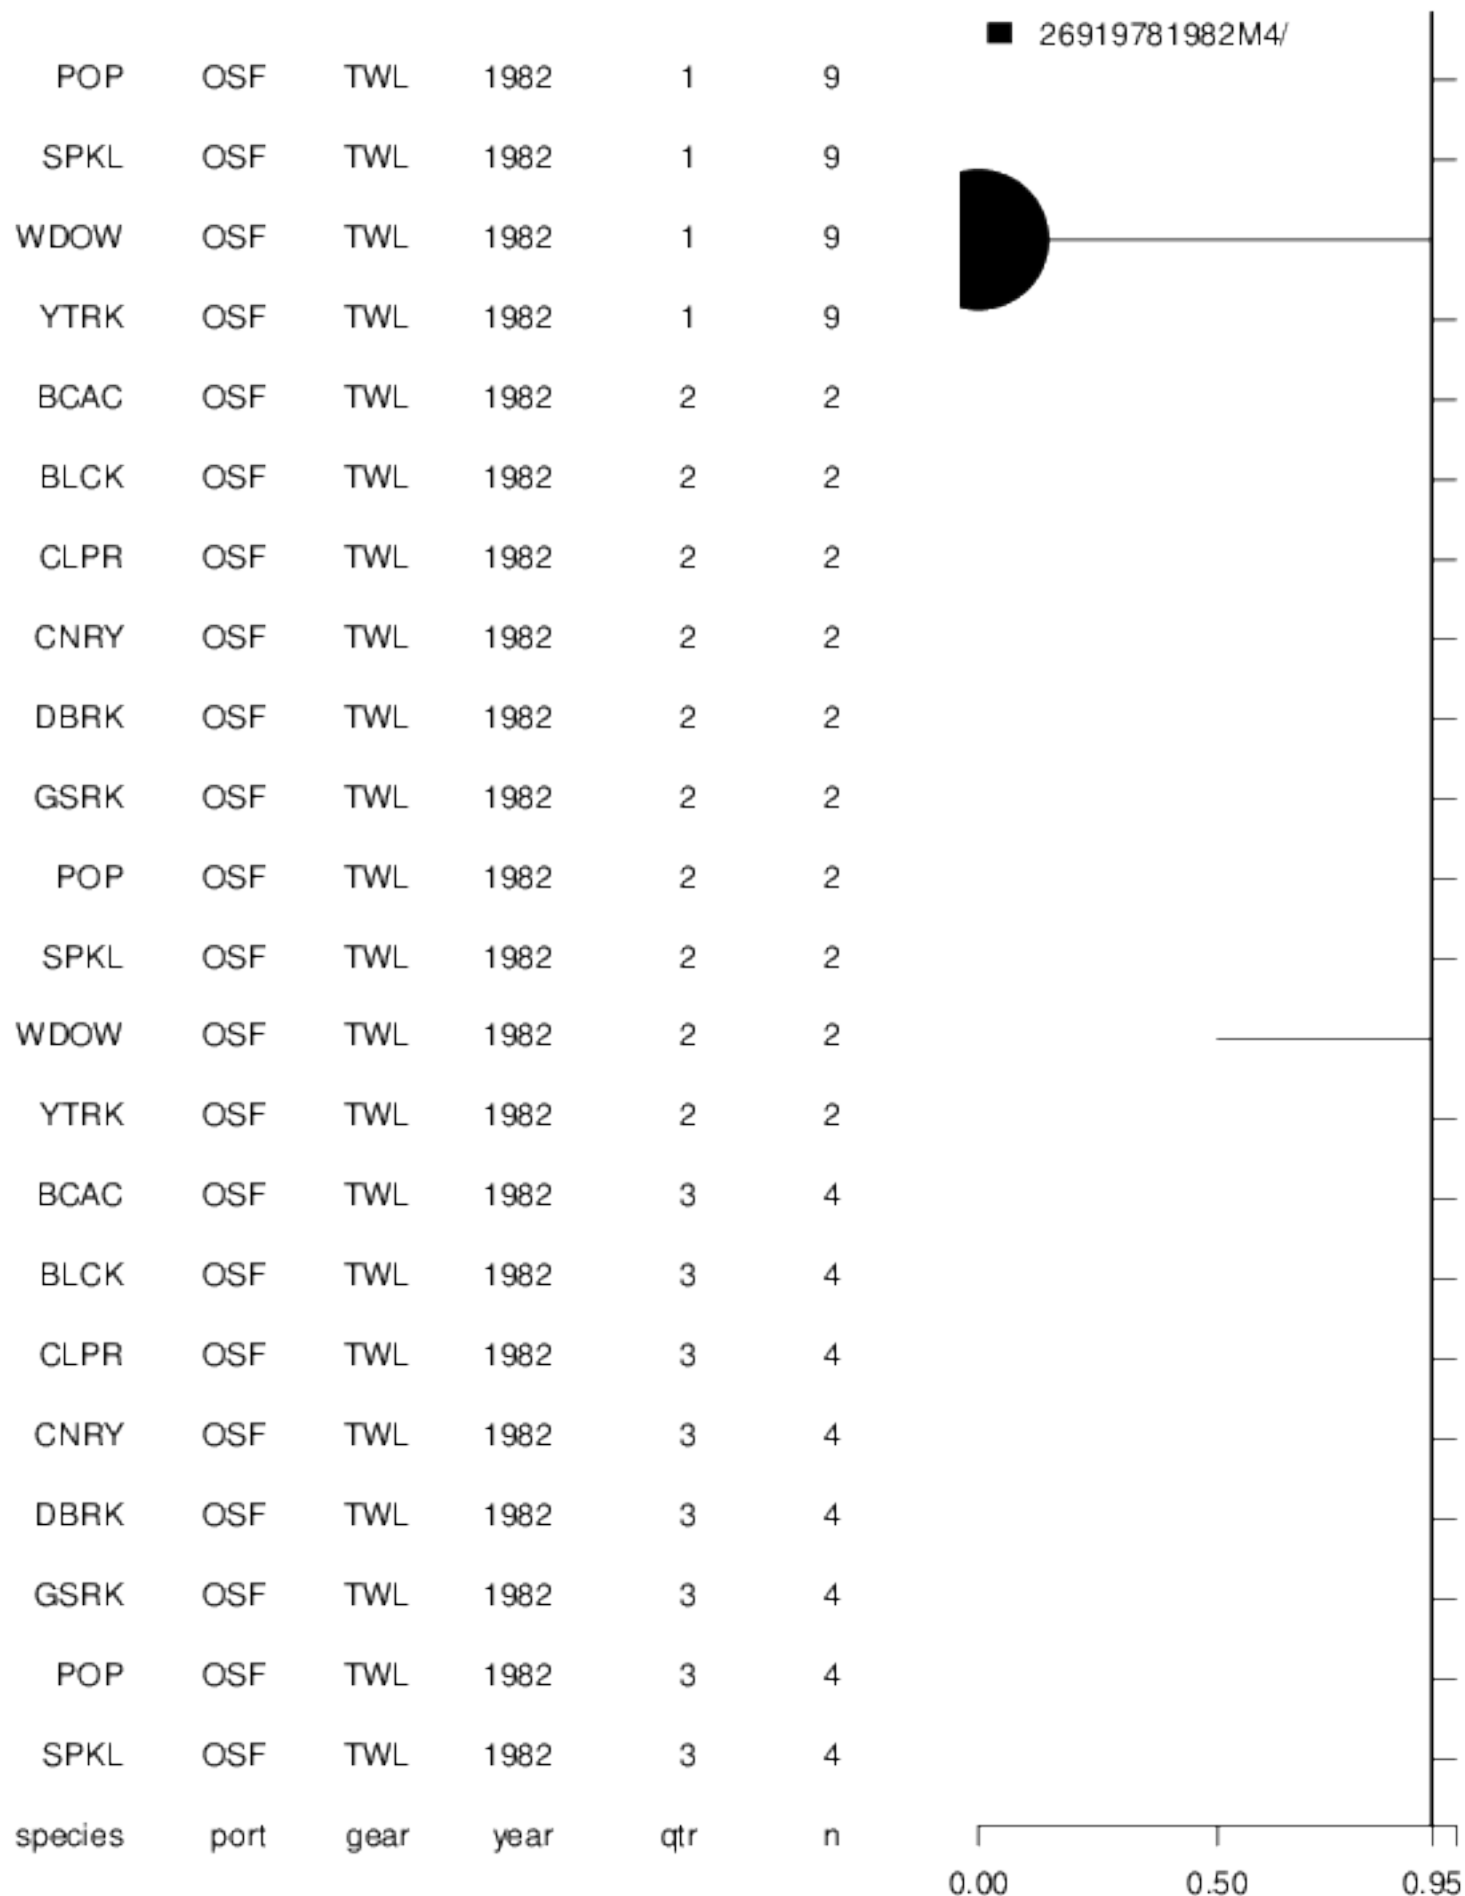 ■ 26919781982M4/
POP OSF TWL 1982 1 9
SPKL OSF TWL 1982 1 9
WDOW OSF TWL 1982 1 9
YTRK OSF TWL 1982 1 9
BCAC OSF TWL 1982 2 2
BLCK OSF TWL 1982 2 2
CLPR OSF TWL 1982 2 2
CNRY OSF TWL 1982 2 2
DBRK OSF TWL 1982 2 2
GSRK OSF TWL 1982 2 2
POP OSF TWL 1982 2 2
SPKL OSF TWL 1982 2 2
WDOW OSF TWL 1982 2 2
YTRK OSF TWL 1982 2 2
BCAC OSF TWL 1982 3 4
BLCK OSF TWL 1982 3 4
CLPR OSF TWL 1982 3 4
CNRY OSF TWL 1982 3 4
DBRK OSF TWL 1982 3 4
GSRK OSF TWL 1982 3 4
POP OSF TWL 1982 3 4
SPKL OSF TWL 1982 3 4
species port gear year qtr n
0.00 0.50 0.95